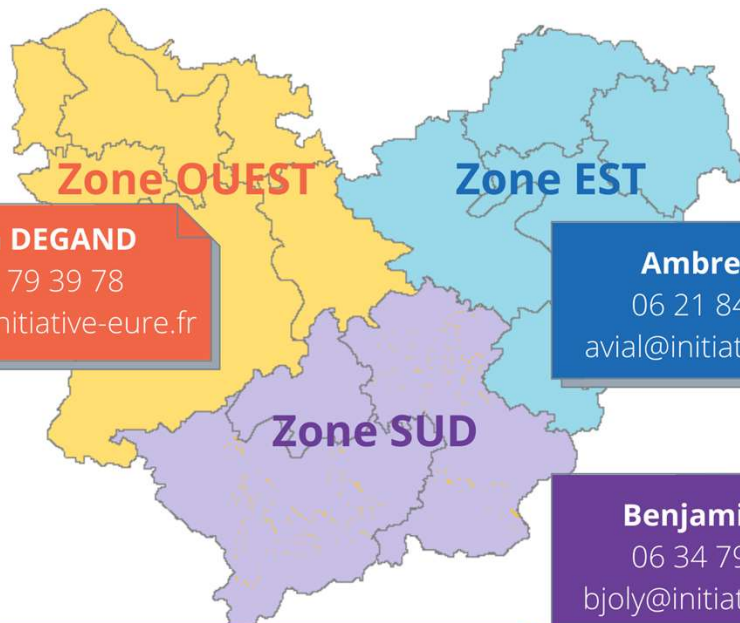 Zone OUEST
Zone EST
DEGAND
79 39 78
nitiative-eure.fr
Ambre
06 21 84
avial@initiat
Zone SUD
Benjami
06 34 79
bjoly@initiat